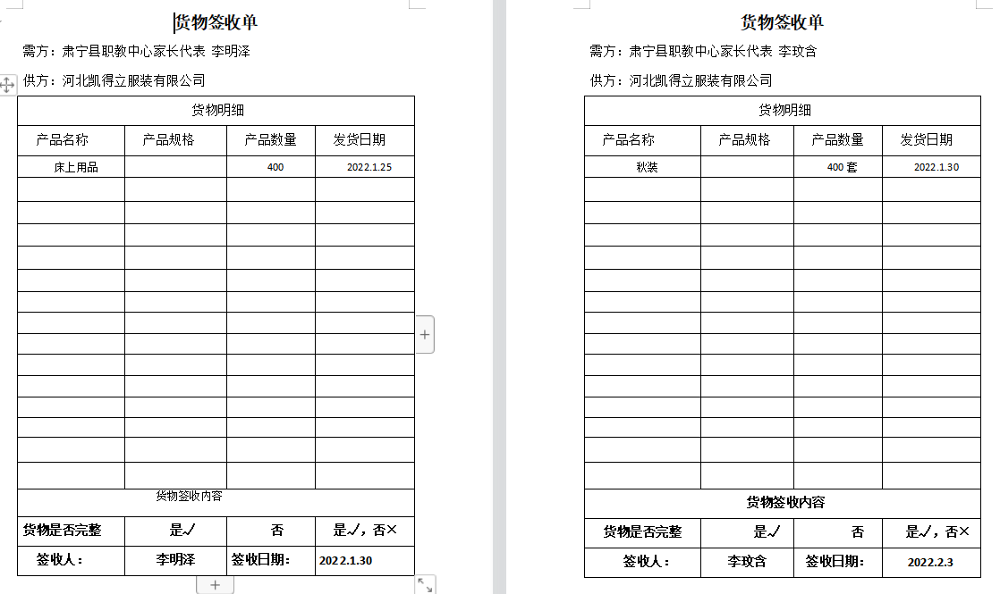 货物签收单
需方：肃宁县职教中心家长代表 李明泽
供方：河北凯得立服装有限公司
货物明细
产品名称 产品规格 产品数量 发货日期
床上用品 400 2022.1.25
货物签收内容
货物是否完整 是√ 否 是√，否×
签收人： 李明泽 签收日期： 2022.1.30
货物签收单
需方：肃宁县职教中心家长代表 李玟含
供方：河北凯得立服装有限公司
货物明细
产品名称 产品规格 产品数量 发货日期
秋装 400 套 2022.1.30
货物签收内容
货物是否完整 是√ 否 是√，否×
签收人： 李玟含 签收日期： 2022.2.3